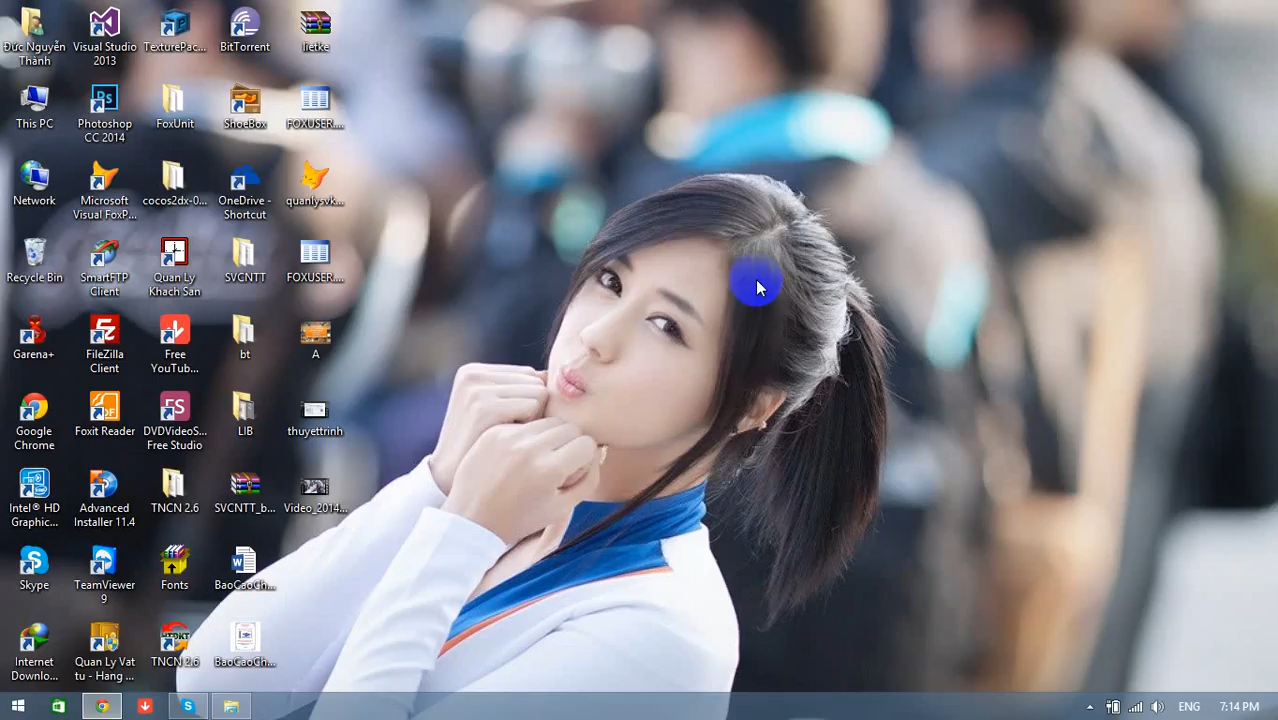 Đức Nguyễn
Thành
Visual Studio
2013
TexturePac...
BitTorrent
lietke
This PC
Photoshop
CC 2014
FoxUnit
ShoeBox
FOXUSER....
Network
Microsoft
Visual FoxP...
cocos2dx-0...
OneDrive -
Shortcut
quanlysvk...
Recycle Bin
SmartFTP
Client
Quan Ly
Khach San
SVCNTT
FOXUSER....
Garena+
FileZilla
Client
Free
YouTube...
bt
A
Google
Chrome
Foxit Reader
DVDVideoS...
Free Studio
LIB
thuyettrinh
Intel® HD
Graphic...
Advanced
Installer 11.4
TNCN 2.6
SVCNTT_b...
Video_2014...
Skype
TeamViewer
9
Fonts
BaoCaoCh...
Internet
Downlo...
Quan Ly Vat
tu - Hang ...
TNCN 2.6
BaoCaoCh...
ENG
7:14 PM